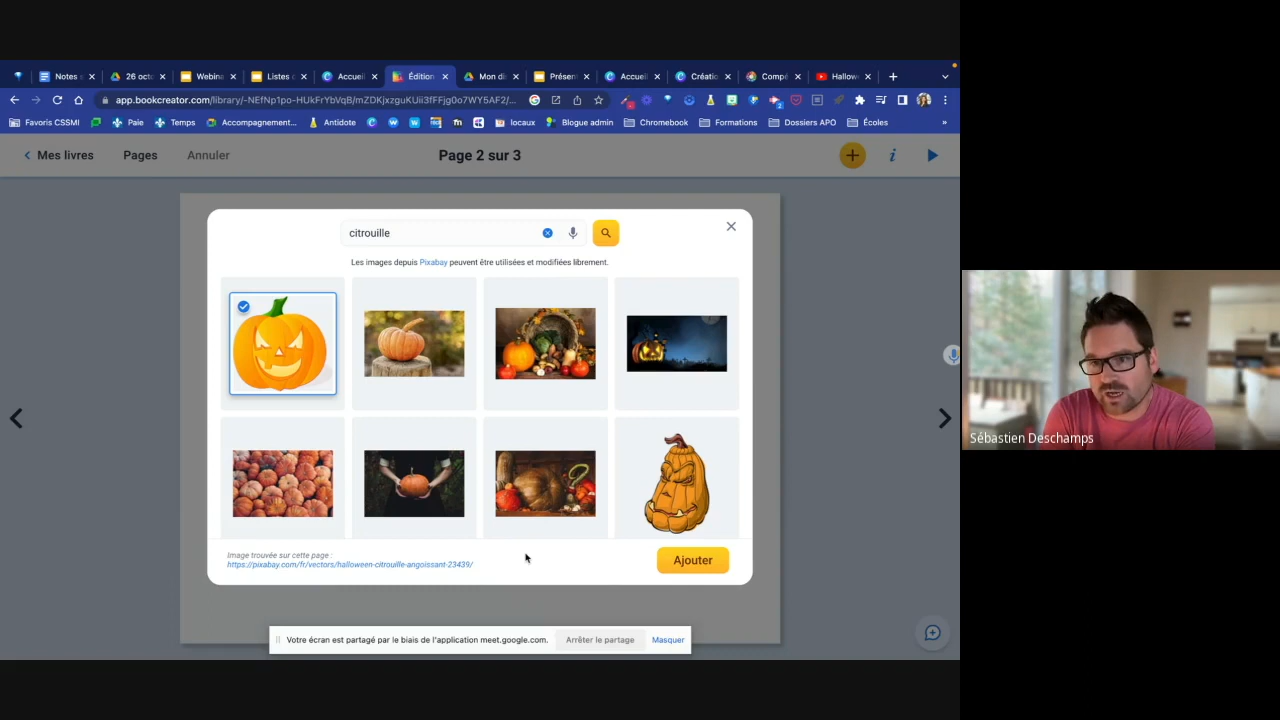 Notes
26 octo
Webina
Listes d
Accueil
Édition
Mon di
Présen
Accueil
Créatio
Compé
Hallow
app.bookcreator.com/library/-NEfNp1po-HUkFrYbVqB/mZDKjxzguKUii3fFFjg0o7WY5AF2/...
Favoris CSSMI
Paie
Temps
Accompagnement...
Antidote
locaux
Blogue admin
Chromebook
Formations
Dossiers APO
Écoles
»
Mes livres
Pages
Annuler
Page 2 sur 3
citrouille
Les images depuis Pixabay peuvent être utilisées et modifiées librement.
Image trouvée sur cette page :
https://pixabay.com/fr/vectors/halloween-citrouille-angoissant-23439/
Ajouter
Votre écran est partagé par le biais de l'application meet.google.com.
Arrêter le partage
Masquer
Sébastien Deschamps